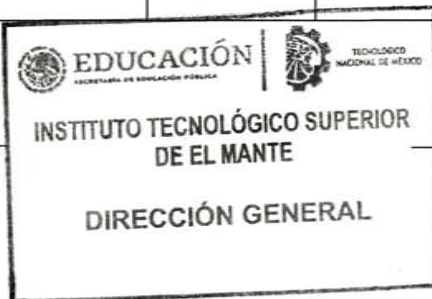 EDUCACIÓN
SECRETARÍA DE EDUCACIÓN PÚBLICA
TECNOLÓGICO
NACIONAL DE MÉXICO
INSTITUTO TECNOLÓGICO SUPERIOR
DE EL MANTE
DIRECCIÓN GENERAL